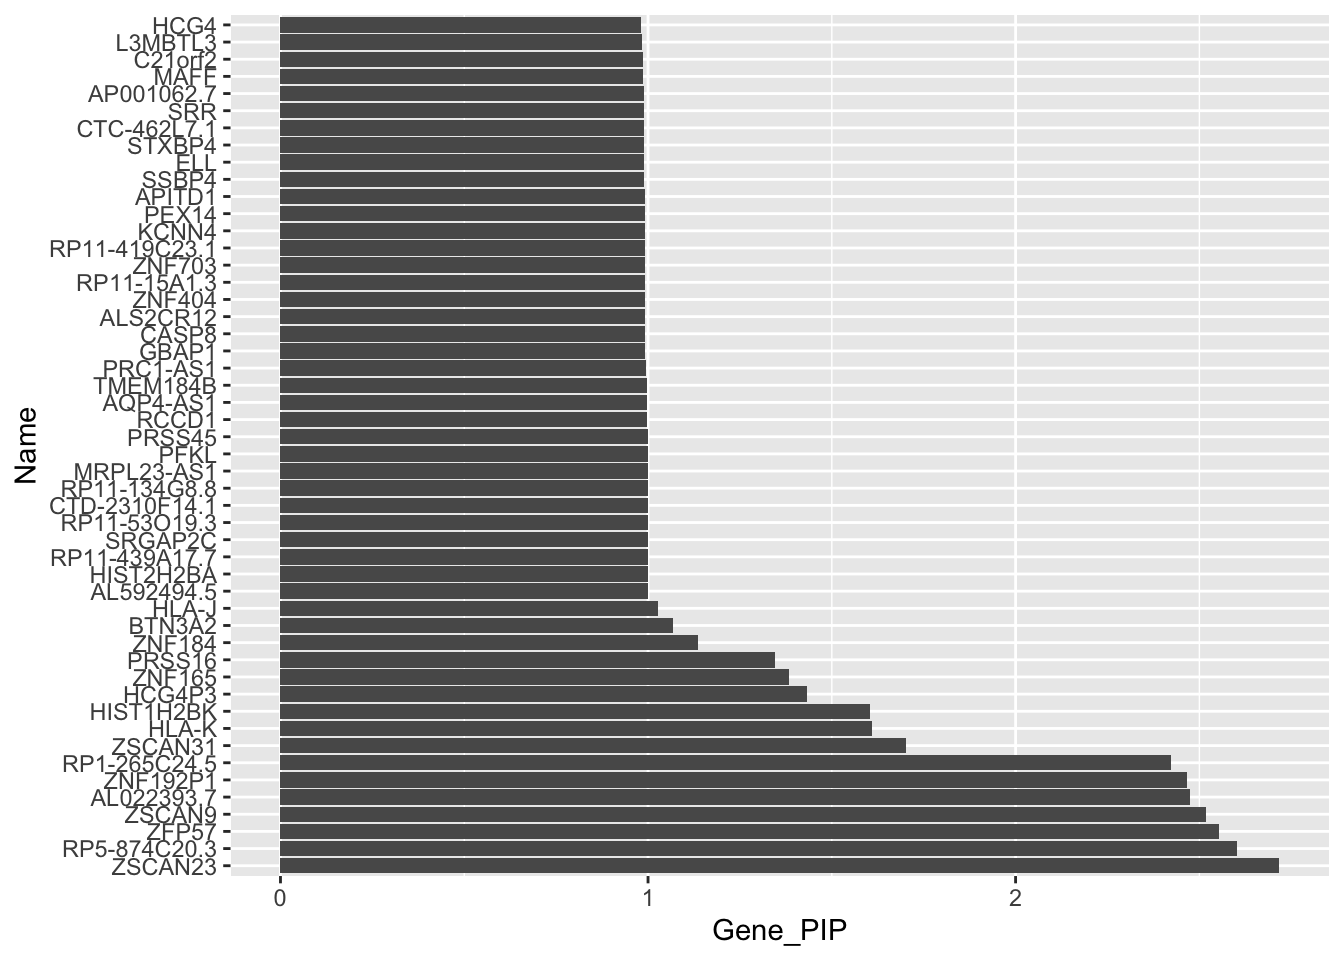 HCG4
L3MBTL3
C21orf2
MAFF
AP001062.7
SRR
CTC-462L7.1
STXBP4
ELL
SSBP4
APITD1
PEX14
KCNN4
RP11-419C23.1
ZNF703
RP11-15A1.3
ZNF404
ALS2CR12
CASP8
GBAP1
PRC1-AS1
TMEM184B
AQP4-AS1
RCCD1
PRSS45
PFKL
MRPL23-AS1
RP11-134G8.8
CTD-2310F14.1
RP11-53O19.3
SRGAP2C
RP11-439A17.7
HIST2H2BA
AL592494.5
HLA-J
BTN3A2
ZNF184
PRSS16
ZNF165
HCG4P3
HIST1H2BK
HLA-K
ZSCAN31
RP1-265C24.5
ZNF192P1
AL022393.7
ZSCAN9
ZFP57
RP5-874C20.3
ZSCAN23
Name
0 1 2
Gene_PIP